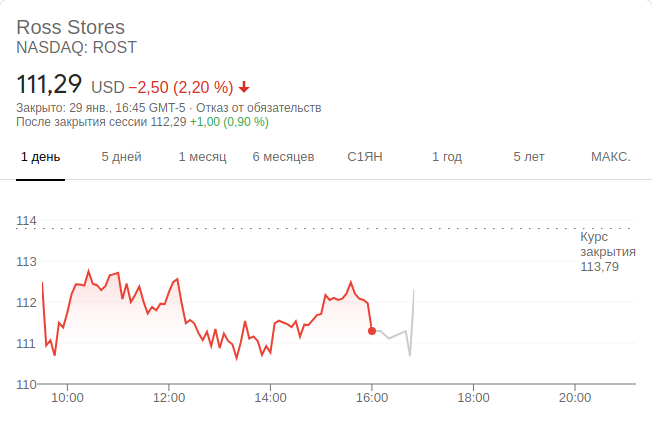 Ross Stores
NASDAQ: ROST
111,29 USD −2,50 (2,20 %)
Закрыто: 29 янв., 16:45 GMT-5 · Отказ от обязательств
После закрытия сессии 112,29 +1,00 (0,90 %)
1 день 5 дней 1 месяц 6 месяцев С1ЯН 1 год 5 лет МАКС.
114
Курс
закрытия
113,79
113
112
111
110
10:00 12:00 14:00 16:00 18:00 20:00